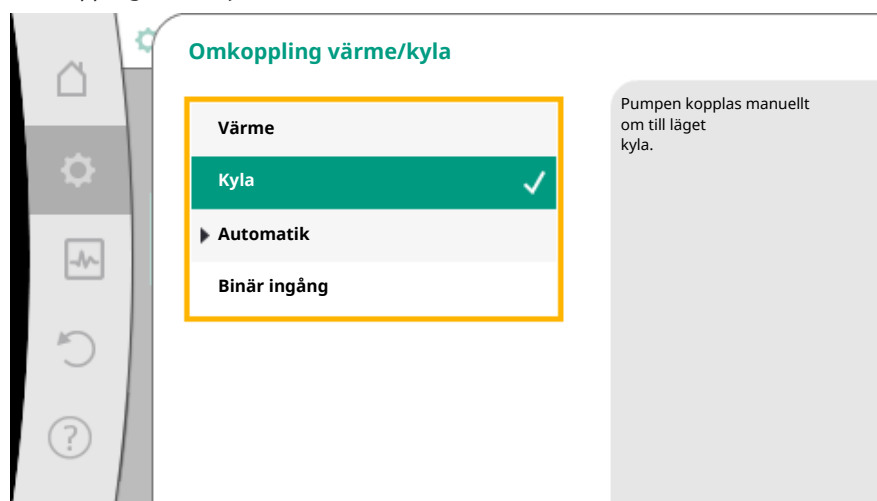 Omkoppling värme/kyla
Värme
Kyla
Automatik
Binär ingång
Pumpen kopplas manuellt
om till läget
kyla.
?